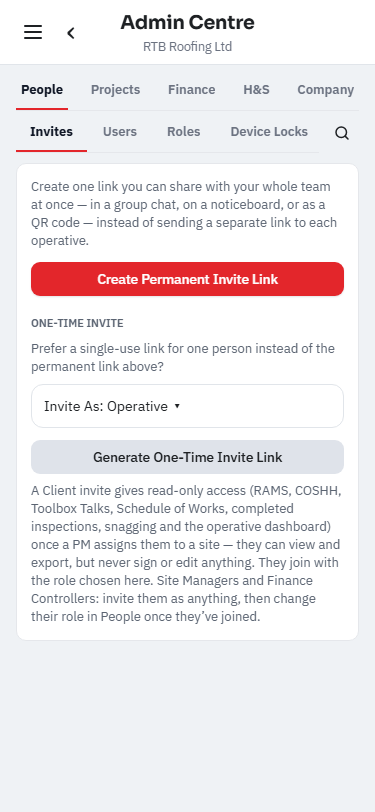 Admin Centre
RTB Roofing Ltd
People Projects Finance H&S Company
Invites Users Roles Device Locks
Create one link you can share with your whole team
at once — in a group chat, on a noticeboard, or as a
QR code — instead of sending a separate link to each
operative.
Create Permanent Invite Link
ONE-TIME INVITE
Prefer a single-use link for one person instead of the
permanent link above?
Invite As: Operative
Generate One-Time Invite Link
A Client invite gives read-only access (RAMS, COSHH,
Toolbox Talks, Schedule of Works, completed
inspections, snagging and the operative dashboard)
once a PM assigns them to a site — they can view and
export, but never sign or edit anything. They join with
the role chosen here. Site Managers and Finance
Controllers: invite them as anything, then change
their role in People once they’ve joined.